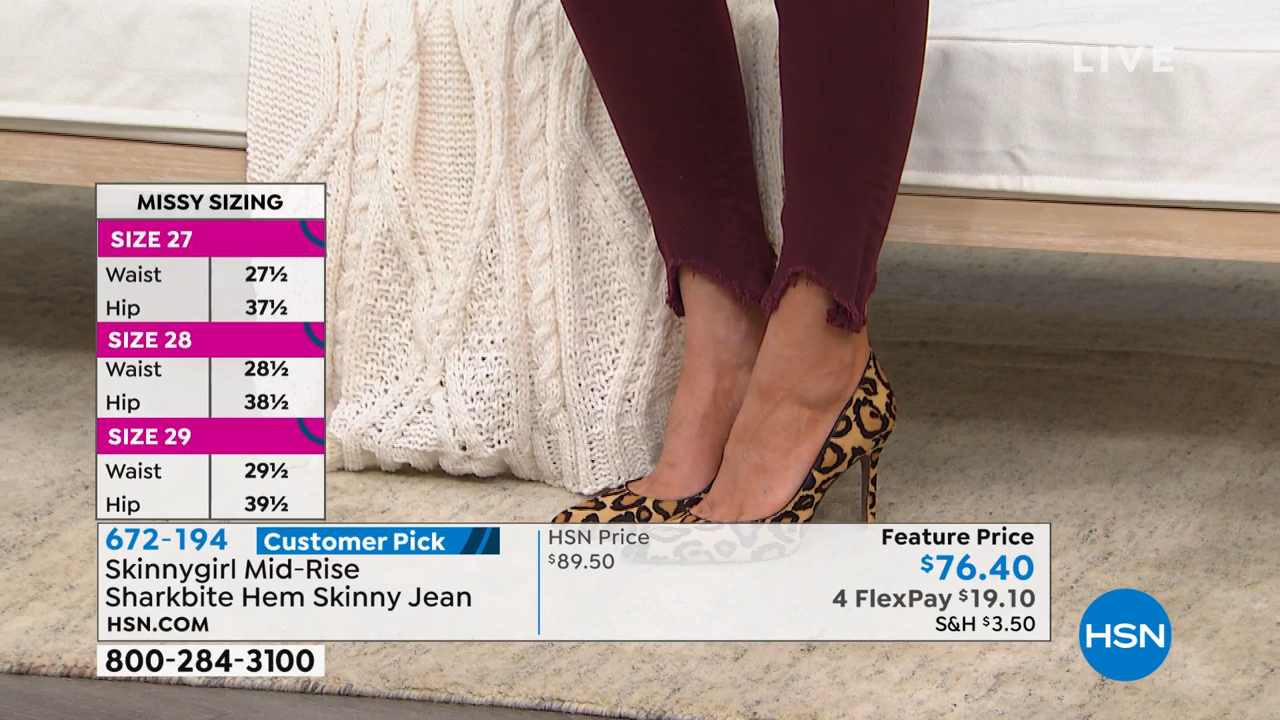 LIVE
MISSY SIZING
SIZE 27
Waist 27½
Hip 37½
SIZE 28
Waist 28½
Hip 38½
SIZE 29
Waist 29½
Hip 39½
672-194 Customer Pick
Skinnygirl Mid-Rise
Sharkbite Hem Skinny Jean
HSN.COM
HSN Price
$89.50
Feature Price
$76.40
4 FlexPay $19.10
S&H $3.50
800-284-3100
HSN